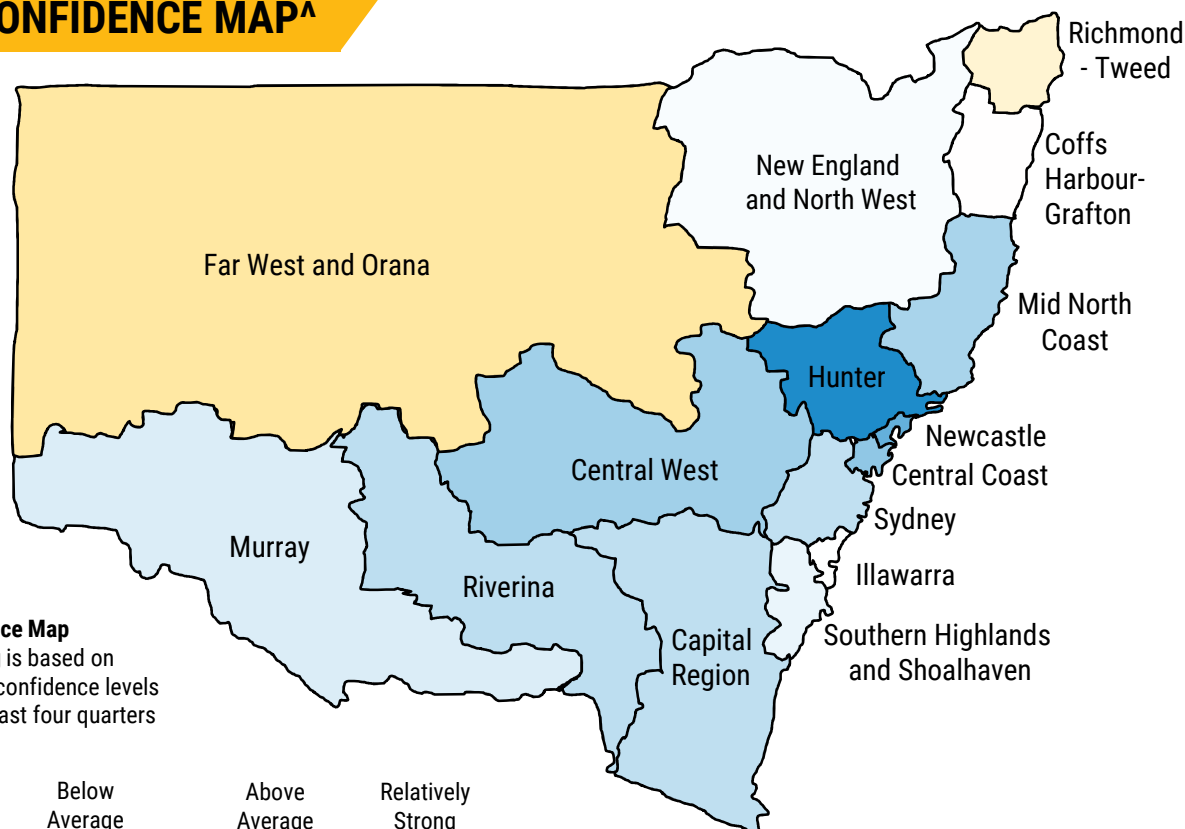 ONFIDENCE MAP^
Richmond
- Tweed
Coffs
Harbour-
Grafton
New England
and North West
Far West and Orana
Mid North
Coast
Hunter
Newcastle
Central West
Central Coast
Sydney
Murray
Illawarra
Riverina
Capital
Region
Southern Highlands
and Shoalhaven
ce Map
is based on
confidence levels
ast four quarters
Below
Average
Above
Average
Relatively
Strong